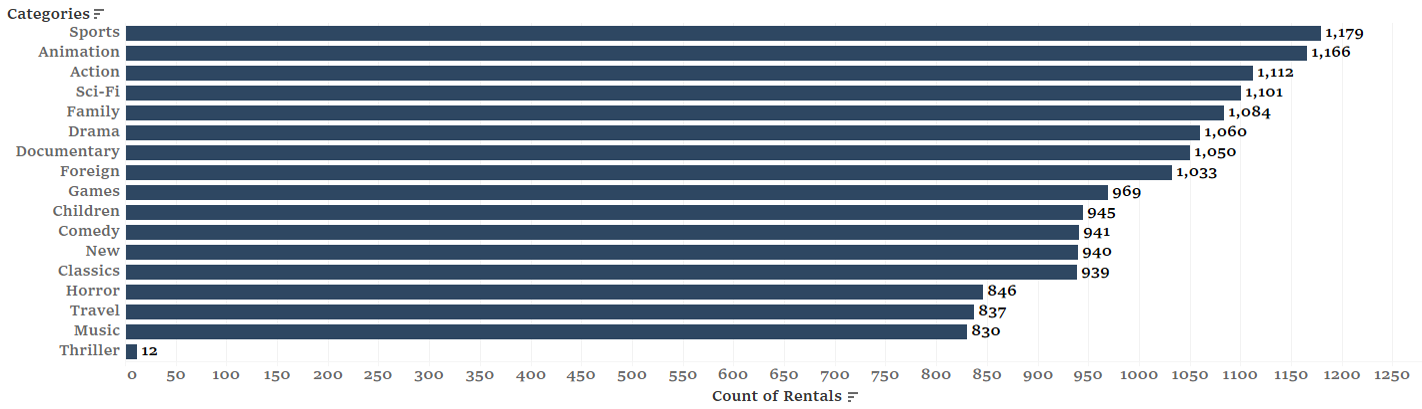 Categories
Sports 1,179
Animation 1,166
Action 1,112
Sci-Fi 1,101
Family 1,084
Drama 1,060
Documentary 1,050
Foreign 1,033
Games 969
Children 945
Comedy 941
New 940
Classics 939
Horror 846
Travel 837
Music 830
Thriller 12
0 50 100 150 200 250 300 350 400 450 500 550 600 650 700 750 800 850 900 950 1000 1050 1100 1150 1200 1250
Count of Rentals